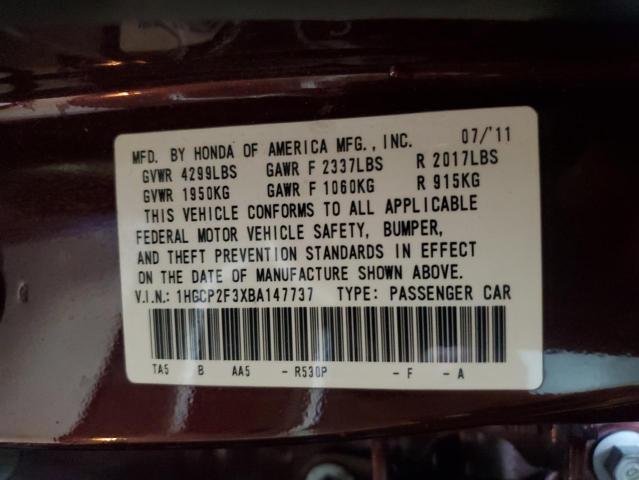 MFD. BY HONDA OF AMERICA MFG., INC. 07/'11
GVWR 4299LBS GAWR F 2337LBS R 2017LBS
GVWR 1950KG GAWR F 1060KG R 915KG
THIS VEHICLE CONFORMS TO ALL APPLICABLE
FEDERAL MOTOR VEHICLE SAFETY, BUMPER,
AND THEFT PREVENTION STANDARDS IN EFFECT
ON THE DATE OF MANUFACTURE SHOWN ABOVE.
V.I.N.: 1HGCP2F3XBA147737 TYPE: PASSENGER CAR
TA5 B AA5 - R530P - F - A